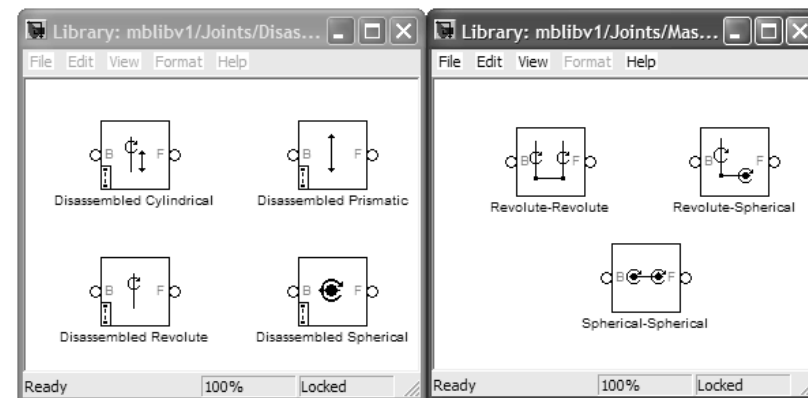 Library: mblibv1/Joints/Disas...
File Edit View Format Help
B F
Disassembled Cylindrical
B F
Disassembled Prismatic
B F
Disassembled Revolute
B F
Disassembled Spherical
Ready 100% Locked
Library: mblibv1/Joints/Mas...
File Edit View Format Help
B F
Revolute-Revolute
B F
Revolute-Spherical
B F
Spherical-Spherical
Ready 100% Locked